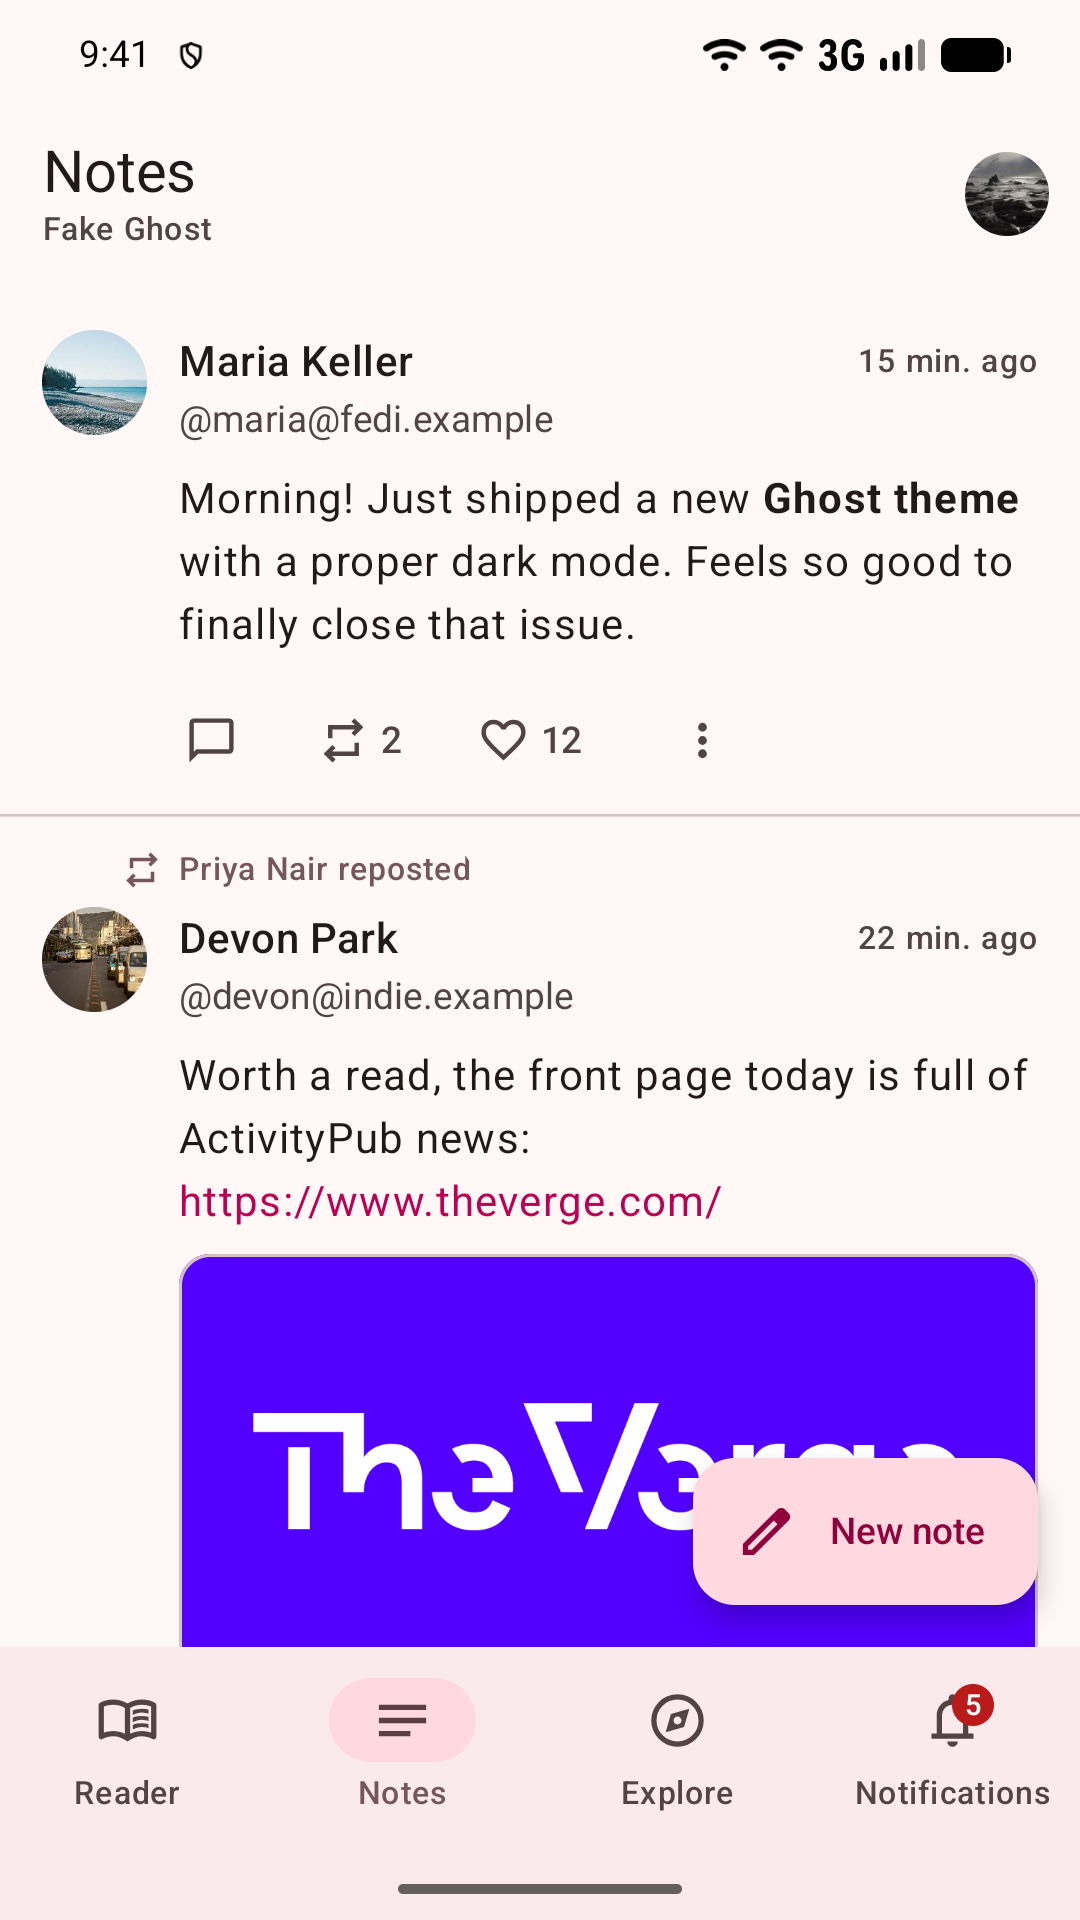 9:41
3G
Notes
Fake Ghost
Maria Keller
15 min. ago
@maria@fedi.example
Morning! Just shipped a new Ghost theme
with a proper dark mode. Feels so good to
finally close that issue.
2
12
Priya Nair reposted
Devon Park
22 min. ago
@devon@indie.example
Worth a read, the front page today is full of
ActivityPub news:
https://www.theverge.com/
The Verge
New note
5
Reader
Notes
Explore
Notifications